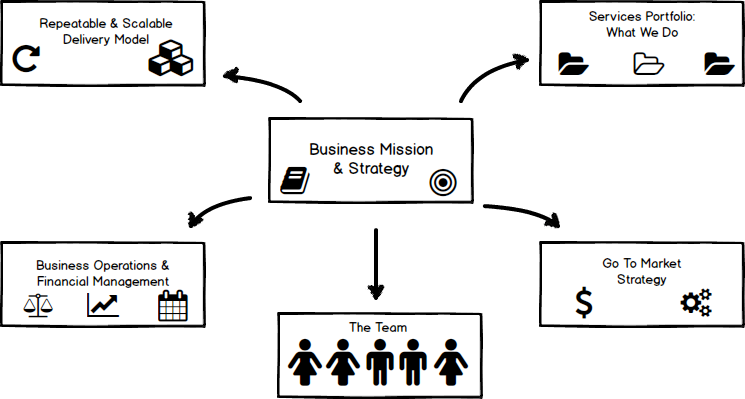 Repeatable & Scalable
Delivery Model
Services Portfolio:
What We Do
Business Mission
& Strategy
Business Operations &
Financial Management
Go To Market
Strategy
The Team